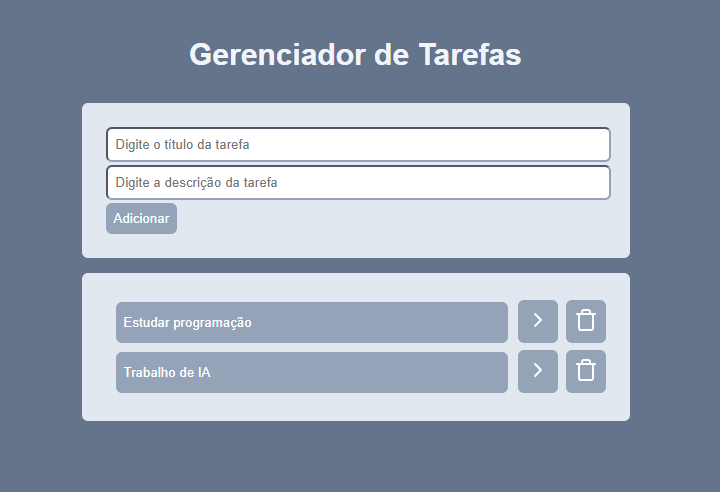 Gerenciador de Tarefas
Digite o título da tarefa
Digite a descrição da tarefa
Adicionar
Estudar programação
Trabalho de IA